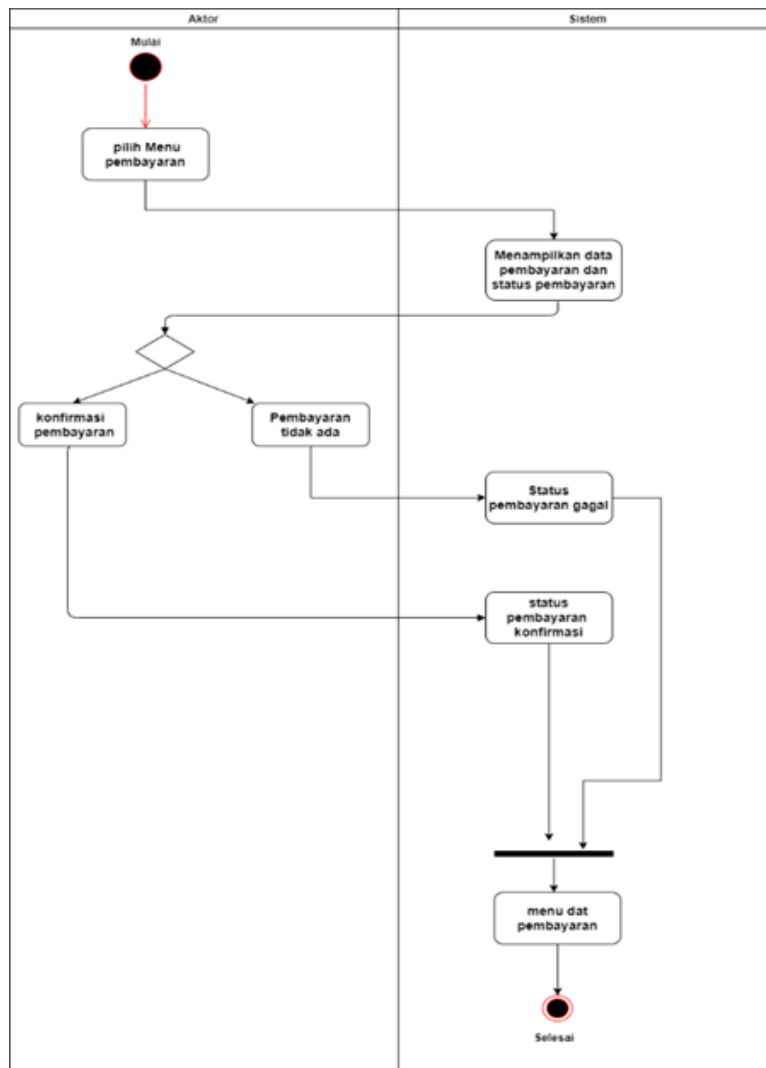 Aktor
Sistem
Mulai
pilih Menu
pembayaran
Menampilkan data
pembayaran dan
status pembayaran
konfirmasi
pembayaran
Pembayaran
tidak ada
Status
pembayaran gagal
status
pembayaran
konfirmasi
menu dat
pembayaran
Selesai